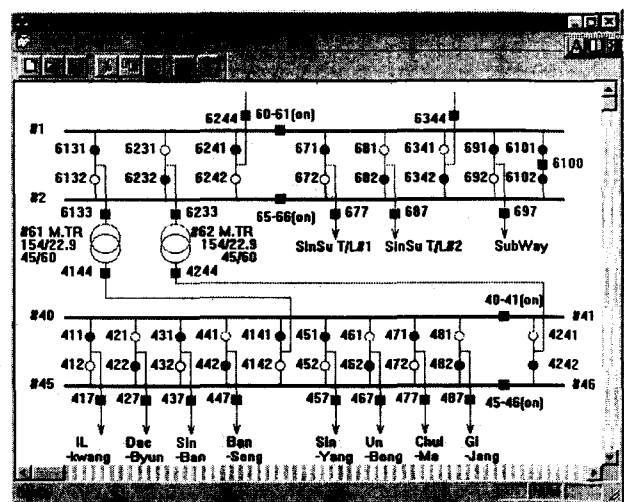 6244 60-61(on) 6344
#1
6131 6231 6241 671 681 6341 691 6101
6100
6132 6232 6242 672 682 6342 692 6102
#2
6133 6233 65-66(on) 677 687 697
#61 M.TR #62 M.TR
154/22.9 154/22.9
45/60 45/60
SinSu T/L#1 SinSu T/L#2 SubWay
4144 4244
40-41(on)
#40 #41
411 421 431 441 4141 451 461 471 481 4241
412 422 432 442 4142 452 462 472 482 4242
#45 #46
417 427 437 447 457 467 477 487 45-46(on)
IL Dae Sin Ban Sin Un Chul Gi
-kwang -Byun -Ban -Song -Yang -Bong -Ma -Jang